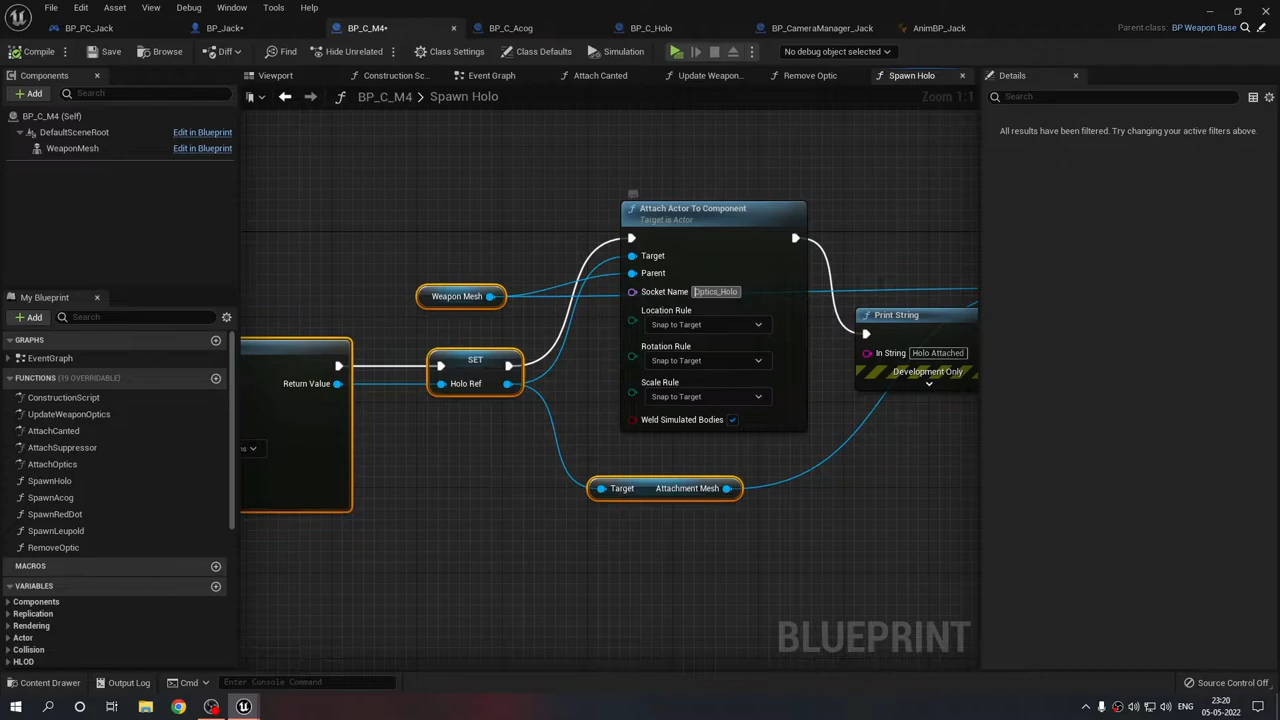 File Edit Asset View Debug Window Tools Help
BP_PC_Jack BP_Jack* BP_C_M4* BP_C_Acog BP_C_Holo BP_CameraManager_Jack AnimBP_Jack Parent class: BP Weapon Base
Compile Save Browse Diff Find Hide Unrelated Class Settings Class Defaults Simulation No debug object selected
Components Viewport Construction Sc... Event Graph Attach Canted Update Weapon... Remove Optic Spawn Holo Details
Add Search BP_C_M4 Spawn Holo Zoom 1:1 Search
BP_C_M4 (Self)
All results have been filtered. Try changing your active filters above.
DefaultSceneRoot Edit in Blueprint
WeaponMesh Edit in Blueprint
Attach Actor To Component
Target is Actor
Target
Parent
Weapon Mesh
Socket Name Optics_Holo
Location Rule
Snap to Target
Rotation Rule
Snap to Target
Scale Rule
Snap to Target
Weld Simulated Bodies
Print String
In String Holo Attached
Development Only
SET
Return Value Holo Ref
ns
Target Attachment Mesh
BLUEPRINT
My Blueprint
Add Search
GRAPHS
EventGraph
FUNCTIONS (19 OVERRIDABLE)
ConstructionScript
UpdateWeaponOptics
AttachCanted
AttachSuppressor
AttachOptics
SpawnHolo
SpawnAcog
SpawnRedDot
SpawnLeupold
RemoveOptic
MACROS
VARIABLES
Components
Replication
Rendering
Actor
Collision
HLOD
Content Drawer Output Log Cmd Enter Console Command Source Control Off
ENG 23:20
05-05-2022